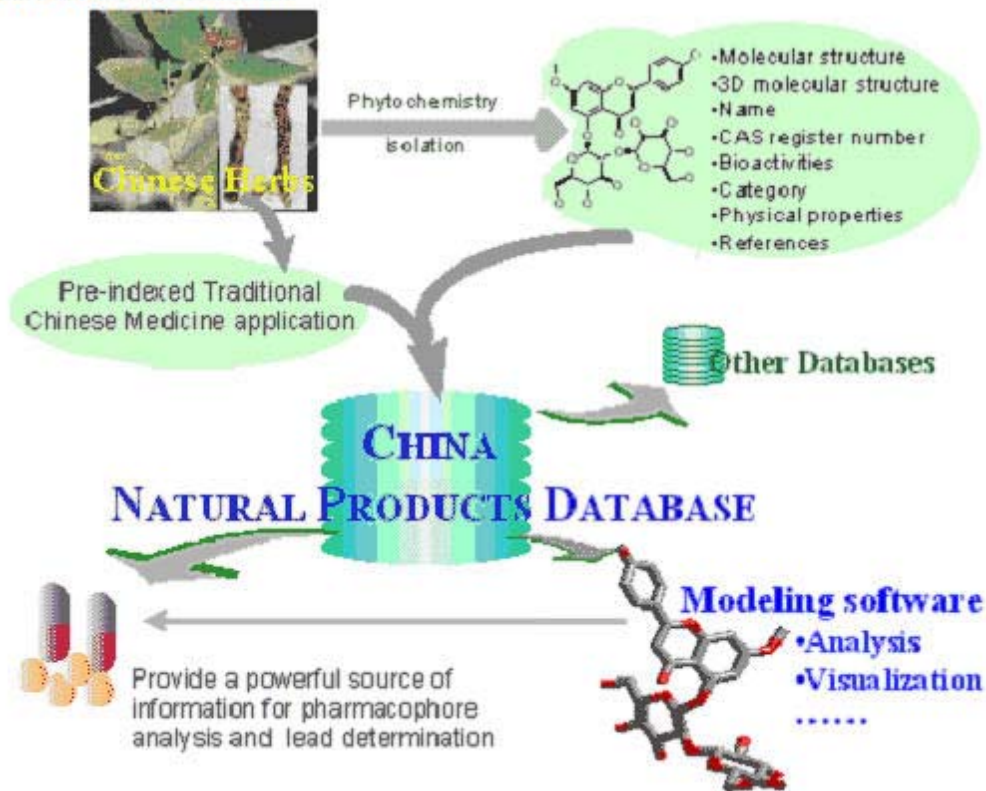 Chinese Herbs
Phytochemistry
isolation
•Molecular structure
•3D molecular structure
•Name
•CAS register number
•Bioactivities
•Category
•Physical properties
•References
Pre-indexed Traditional
Chinese Medicine application
Other Databases
CHINA
NATURAL PRODUCTS DATABASE
Modeling software
•Analysis
•Visualization
......
Provide a powerful source of
information for pharmacophore
analysis and lead determination